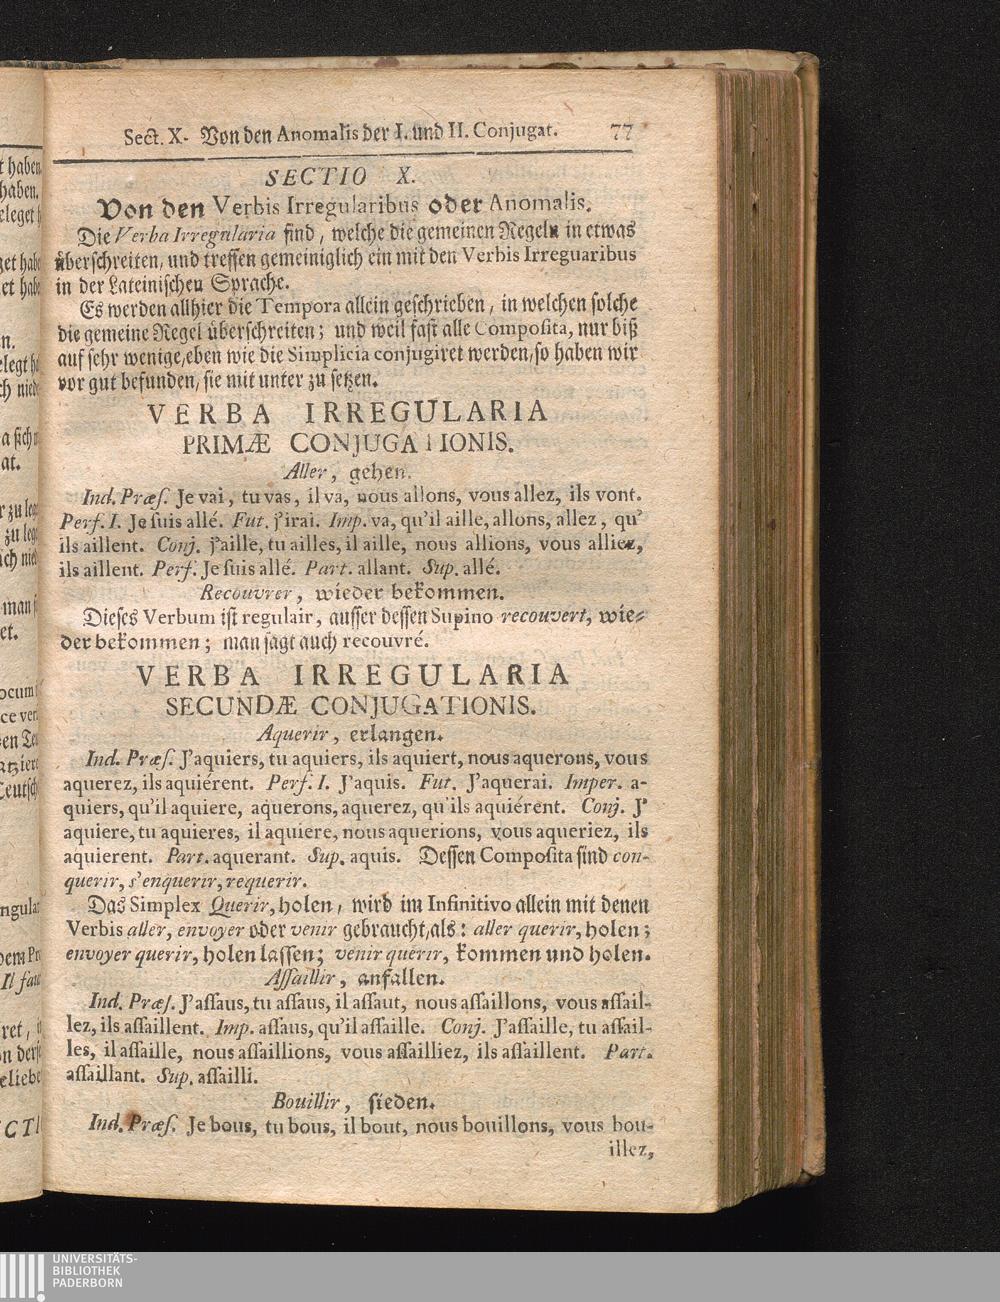 Sect. X. Von den Anomalis der I. und II. Conjugat. 77
SECTIO X.
Von den Verbis Irregularibus oder Anomalis.
Die Verba Irregularia sind, welche die gemeinen Regeln in etwas
überschreiten, und treffen gemeiniglich ein mit den Verbis Irreguaribus
in der Lateinischen Sprache.
Es werden allhier die Tempora allein geschrieben, in welchen solche
die gemeine Regel überschreiten; und weil fast alle Composita, nur biß
auf sehr wenige, eben wie die Simplicia conjugiret werden, so haben wir
vor gut befunden, sie mit unter zu setzen.
VERBA IRREGULARIA
PRIMÆ CONJUGATIONIS.
Aller, gehen.
Ind. Præs. Je vai, tu vas, il va, nous allons, vous allez, ils vont.
Perf. I. Je suis allé. Fut. j'irai. Imp. va, qu'il aille, allons, allez, qu'
ils aillent. Conj. j'aille, tu ailles, il aille, nous allions, vous alliez,
ils aillent. Perf. Je suis allé. Part. allant. Sup. allé.
Recouvrer, wieder bekommen.
Dieses Verbum ist regulair, ausser dessen Supino recouvert, wie-
der bekommen; man sagt auch recouvré.
VERBA IRREGULARIA
SECUNDÆ CONJUGATIONIS.
Aquerir, erlangen.
Ind. Præs. J'aquiers, tu aquiers, ils aquiert, nous aquerons, vous
aquerez, ils aquiérent. Perf. I. J'aquis. Fut. J'aquerai. Imper. a-
quiers, qu'il aquiere, aquerons, aquerez, qu'ils aquiérent. Conj. J'
aquiere, tu aquieres, il aquiere, nous aquerions, vous aqueriez, ils
aquierent. Part. aquerant. Sup. aquis. Dessen Composita sind con-
querir, s'enquerir, requerir.
Das Simplex Querir, holen, wird im Infinitivo allein mit denen
Verbis aller, envoyer oder venir gebraucht, als: aller querir, holen;
envoyer querir, holen lassen; venir querir, kommen und holen.
Assaillir, anfallen.
Ind. Præs. J'assaus, tu assaus, il assaut, nous assaillons, vous assail-
lez, ils assaillent. Imp. assaus, qu'il assaille. Conj. J'assaille, tu assail-
les, il assaille, nous assaillions, vous assailliez, ils assaillent. Part.
assaillant. Sup. assailli.
Bouillir, sieden.
Ind. Præs. Je bous, tu bous, il bout, nous bouillons, vous bou-
illez,
UNIVERSITÄTS-
BIBLIOTHEK
PADERBORN